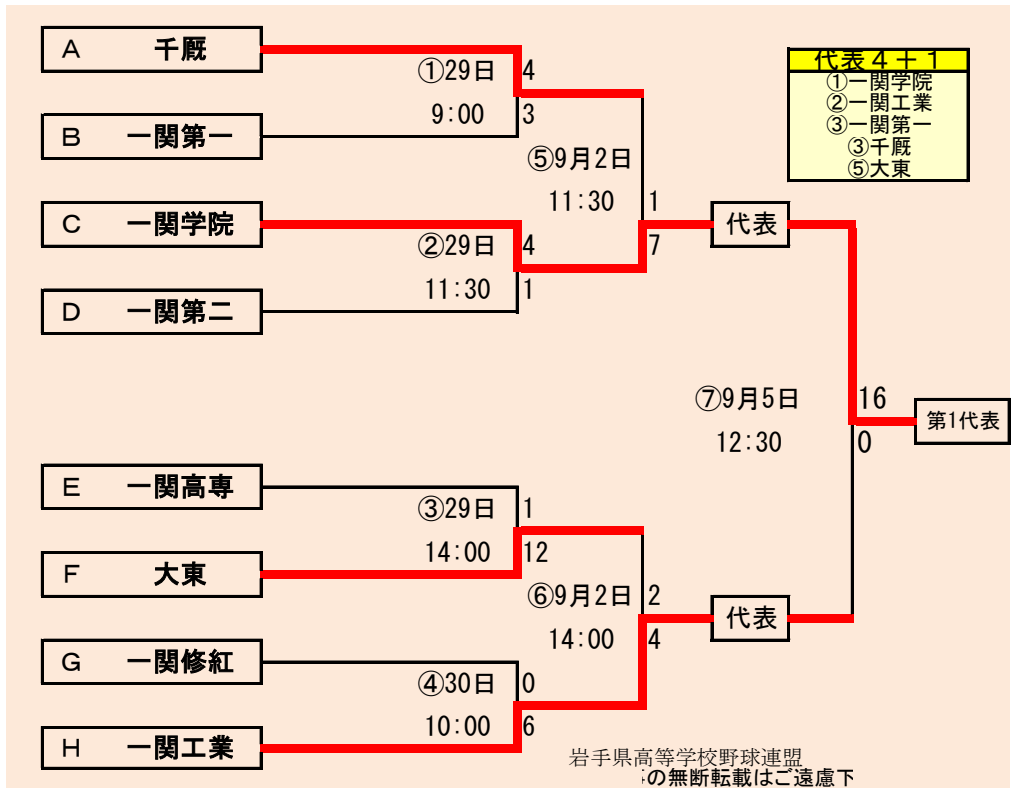 A 千厩
①29日 4
9:00 3
B 一関第一
⑤9月2日
11:30 1
7
C 一関学院
②29日 4
11:30 1
D 一関第二
代表
代表4+1
①一関学院
②一関工業
③一関第一
③千厩
⑤大東
⑦9月5日 16
12:30 0
第1代表
E 一関高専
③29日 1
14:00 12
F 大東
⑥9月2日 2
14:00 4
代表
G 一関修紅
④30日 0
10:00 6
H 一関工業
岩手県高等学校野球連盟
の無断転載はご遠慮下